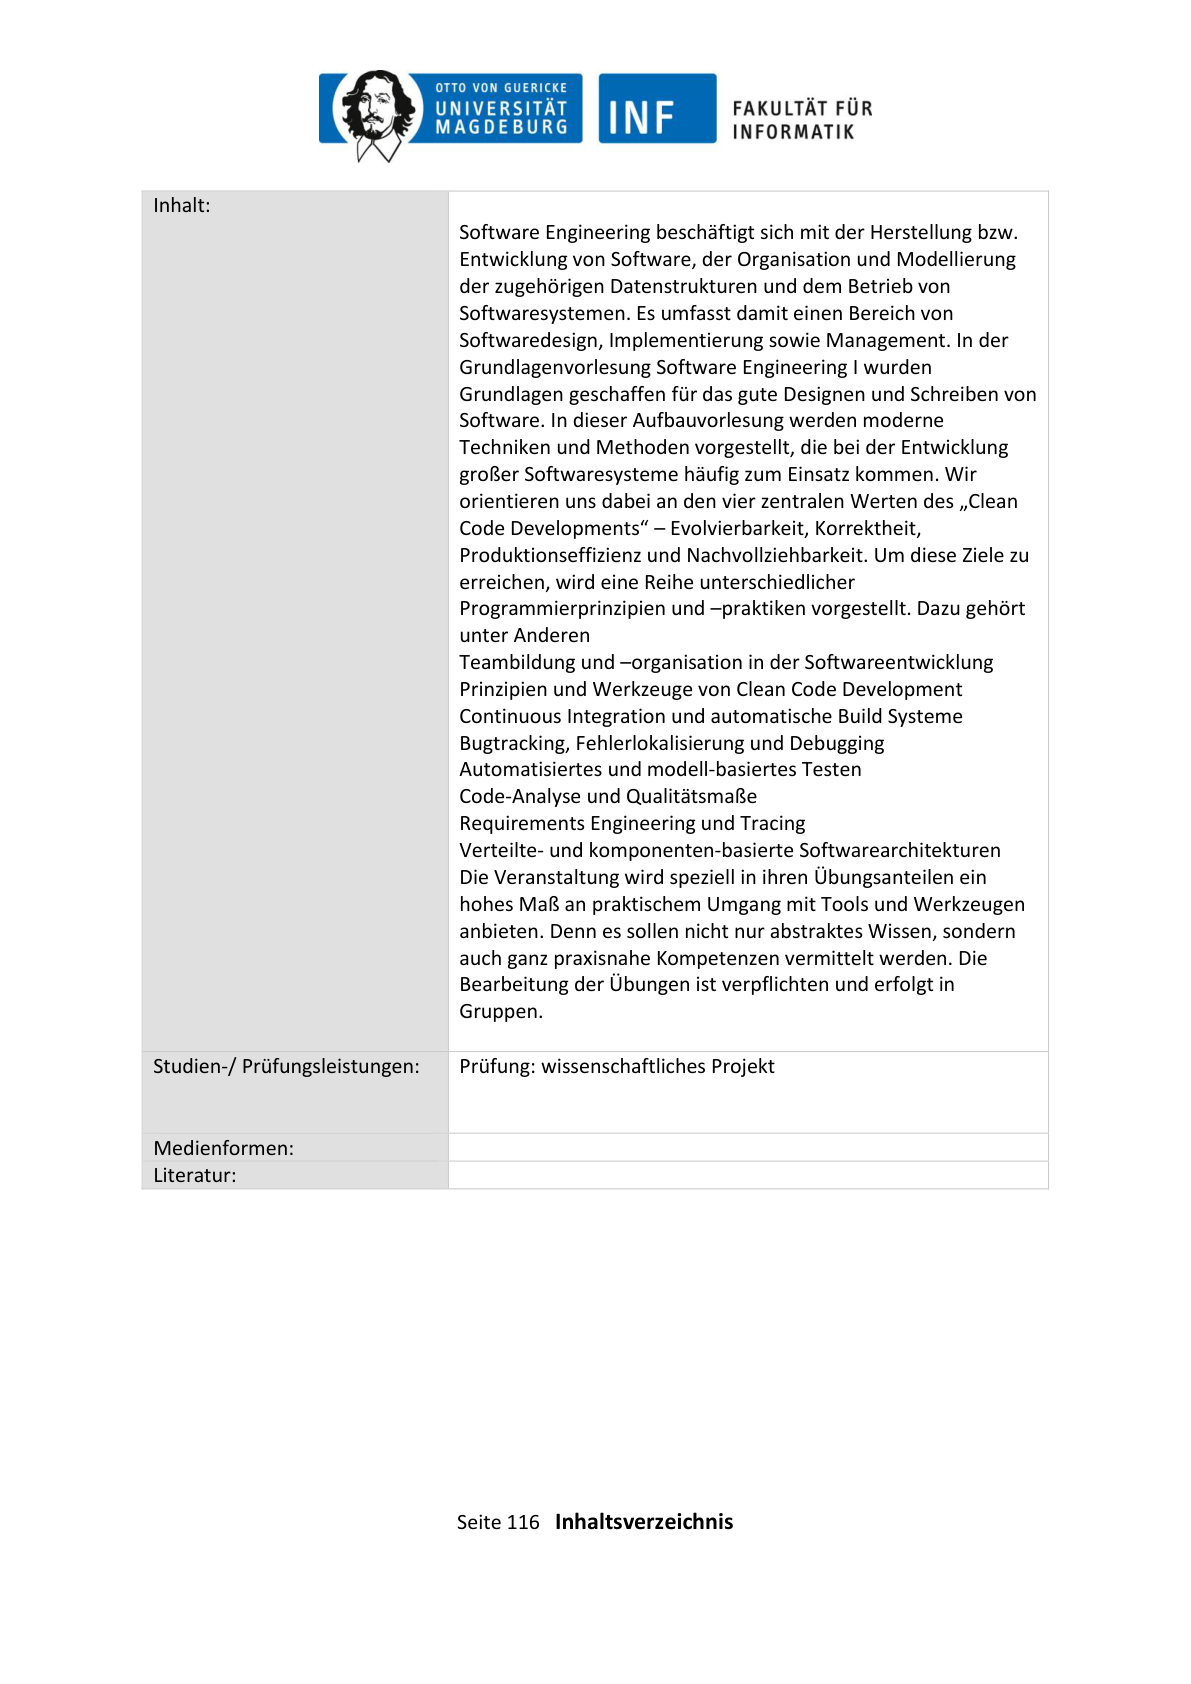 OTTO VON GUERICKE
UNIVERSITÄT
MAGDEBURG
INF
FAKULTÄT FÜR
INFORMATIK
Inhalt:
Software Engineering beschäftigt sich mit der Herstellung bzw.
Entwicklung von Software, der Organisation und Modellierung
der zugehörigen Datenstrukturen und dem Betrieb von
Softwaresystemen. Es umfasst damit einen Bereich von
Softwaredesign, Implementierung sowie Management. In der
Grundlagenvorlesung Software Engineering I wurden
Grundlagen geschaffen für das gute Designen und Schreiben von
Software. In dieser Aufbauvorlesung werden moderne
Techniken und Methoden vorgestellt, die bei der Entwicklung
großer Softwaresysteme häufig zum Einsatz kommen. Wir
orientieren uns dabei an den vier zentralen Werten des „Clean
Code Developments“ – Evolvierbarkeit, Korrektheit,
Produktionseffizienz und Nachvollziehbarkeit. Um diese Ziele zu
erreichen, wird eine Reihe unterschiedlicher
Programmierprinzipien und –praktiken vorgestellt. Dazu gehört
unter Anderen
Teambildung und –organisation in der Softwareentwicklung
Prinzipien und Werkzeuge von Clean Code Development
Continuous Integration und automatische Build Systeme
Bugtracking, Fehlerlokalisierung und Debugging
Automatisiertes und modell-basiertes Testen
Code-Analyse und Qualitätsmaße
Requirements Engineering und Tracing
Verteilte- und komponenten-basierte Softwarearchitekturen
Die Veranstaltung wird speziell in ihren Übungsanteilen ein
hohes Maß an praktischem Umgang mit Tools und Werkzeugen
anbieten. Denn es sollen nicht nur abstraktes Wissen, sondern
auch ganz praxisnahe Kompetenzen vermittelt werden. Die
Bearbeitung der Übungen ist verpflichten und erfolgt in
Gruppen.
Studien-/ Prüfungsleistungen: Prüfung: wissenschaftliches Projekt
Medienformen:
Literatur:
Seite 116 Inhaltsverzeichnis